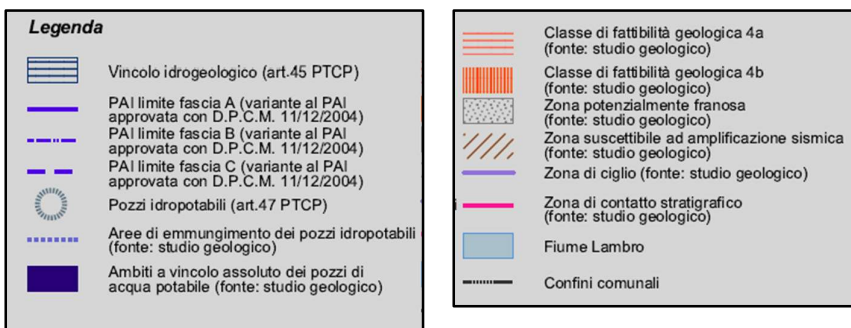 Legenda
Vincolo idrogeologico (art.45 PTCP)
PAI limite fascia A (variante al PAI
approvata con D.P.C.M. 11/12/2004)
PAI limite fascia B (variante al PAI
approvata con D.P.C.M. 11/12/2004)
PAI limite fascia C (variante al PAI
approvata con D.P.C.M. 11/12/2004)
Pozzi idropotabili (art.47 PTCP)
Aree di emmungimento dei pozzi idropotabili
(fonte: studio geologico)
Ambiti a vincolo assoluto dei pozzi di
acqua potabile (fonte: studio geologico)
Classe di fattibilità geologica 4a
(fonte: studio geologico)
Classe di fattibilità geologica 4b
(fonte: studio geologico)
Zona potenzialmente franosa
(fonte: studio geologico)
Zona suscettibile ad amplificazione sismica
(fonte: studio geologico)
Zona di ciglio (fonte: studio geologico)
Zona di contatto stratigrafico
(fonte: studio geologico)
Fiume Lambro
Confini comunali